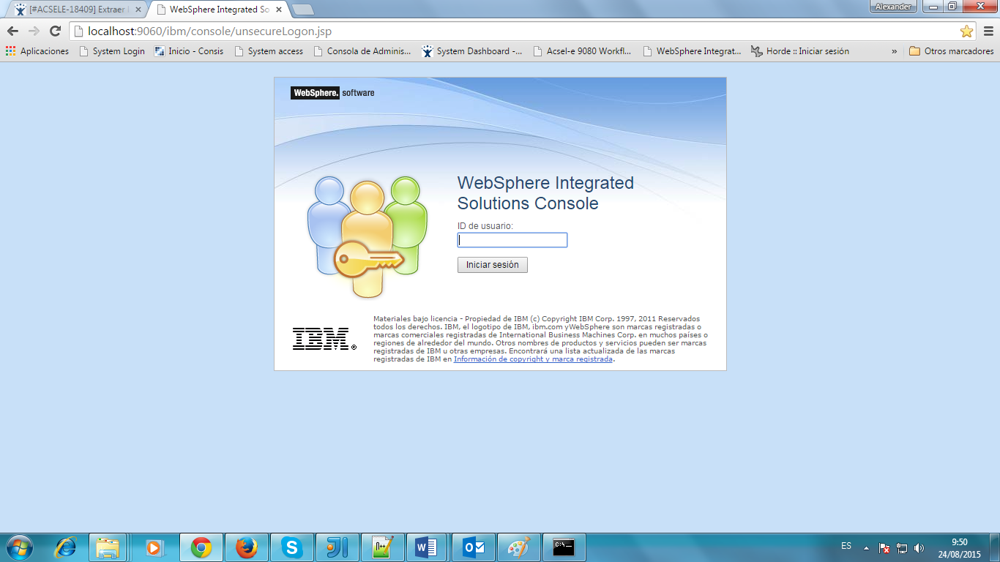 [#ACSELE-18409] Extraer
WebSphere Integrated So
Alexander
localhost:9060/ibm/console/unsecureLogon.jsp
Aplicaciones
System Login
Inicio - Consis
System access
Consola de Adminis...
System Dashboard -...
Acsel-e 9080 Workfl...
WebSphere Integrat...
Horde :: Iniciar sesión
»
Otros marcadores
WebSphere. software
WebSphere Integrated
Solutions Console
ID de usuario:
Iniciar sesión
IBM®
Materiales bajo licencia - Propiedad de IBM (c) Copyright IBM Corp. 1997, 2011 Reservados
todos los derechos. IBM, el logotipo de IBM, ibm.com yWebSphere son marcas registradas o
marcas comerciales registradas de International Business Machines Corp. en muchos países o
regiones de alrededor del mundo. Otros nombres de productos y servicios pueden ser marcas
registradas de IBM u otras empresas. Encontrará una lista actualizada de las marcas
registradas de IBM en Información de copyright y marca registrada.
ES
9:50
24/08/2015